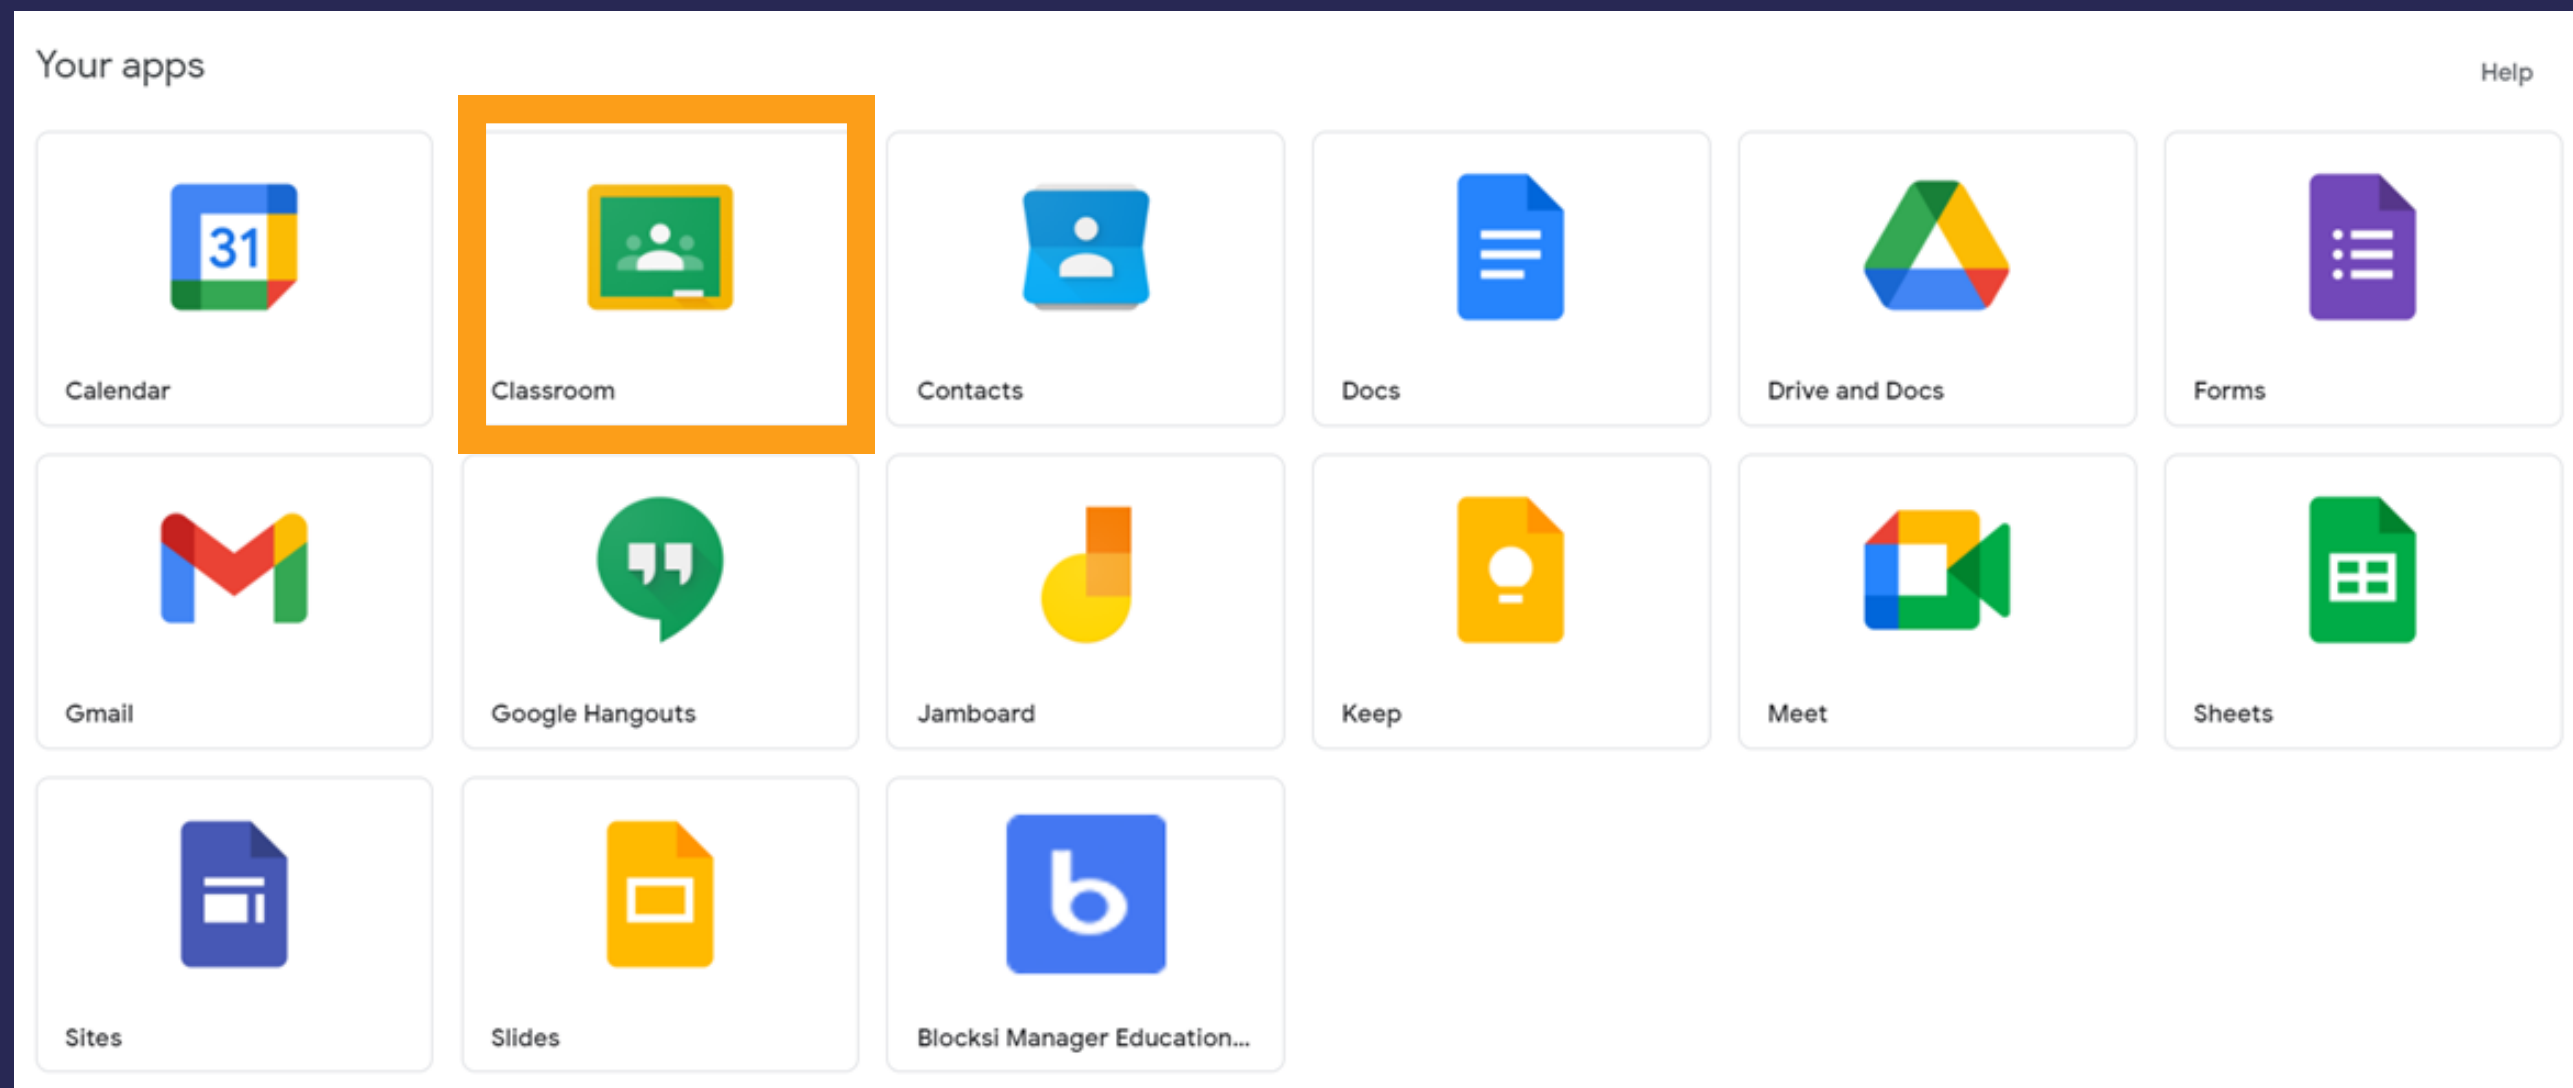 Your apps
Help
31
Calendar
Classroom
Contacts
Docs
Drive and Docs
Forms
Gmail
Google Hangouts
Jamboard
Keep
Meet
Sheets
b
Sites
Slides
Blocksi Manager Education...